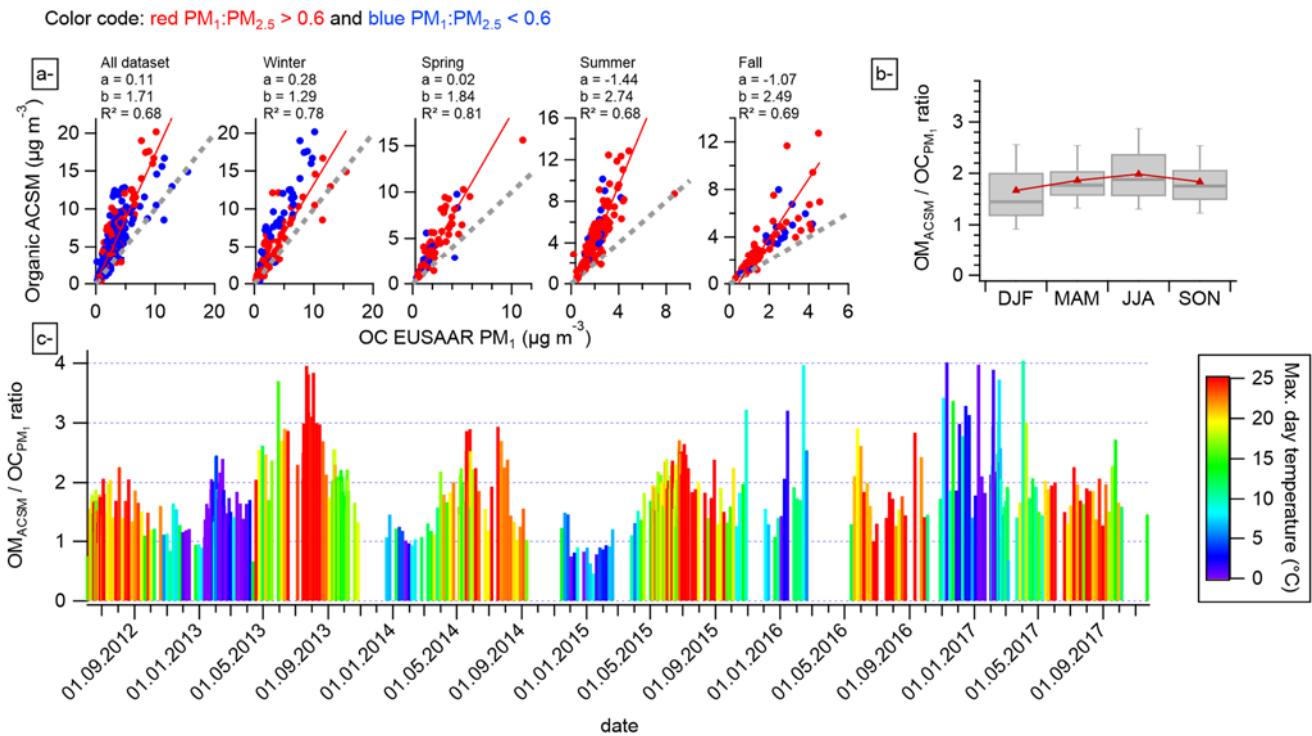 Color code: red PM₁:PM₂.₅ > 0.6 and blue PM₁:PM₂.₅ < 0.6
a-
All dataset
a = 0.11
b = 1.71
R² = 0.68
Winter
a = 0.28
b = 1.29
R² = 0.78
Spring
a = 0.02
b = 1.84
R² = 0.81
Summer
a = -1.44
b = 2.74
R² = 0.68
Fall
a = -1.07
b = 2.49
R² = 0.69
Organic ACSM (µg m⁻³)
20
15
10
5
0
0 10 20
20
15
10
5
0
0 10 20
15
10
5
0
0 5 10
16
12
8
4
0
0 4 8
12
8
4
0
0 2 4 6
OC EUSAAR PM₁ (µg m⁻³)
b-
OM_ACSM / OC_PM₁ ratio
3
2
1
0
DJF MAM JJA SON
c-
OM_ACSM / OC_PM₁ ratio
4
3
2
1
0
01.09.2012
01.01.2013
01.05.2013
01.09.2013
01.01.2014
01.05.2014
01.09.2014
01.01.2015
01.05.2015
01.09.2015
01.01.2016
01.05.2016
01.09.2016
01.01.2017
01.05.2017
01.09.2017
date
25
20
15
10
5
0
Max. day temperature (°C)